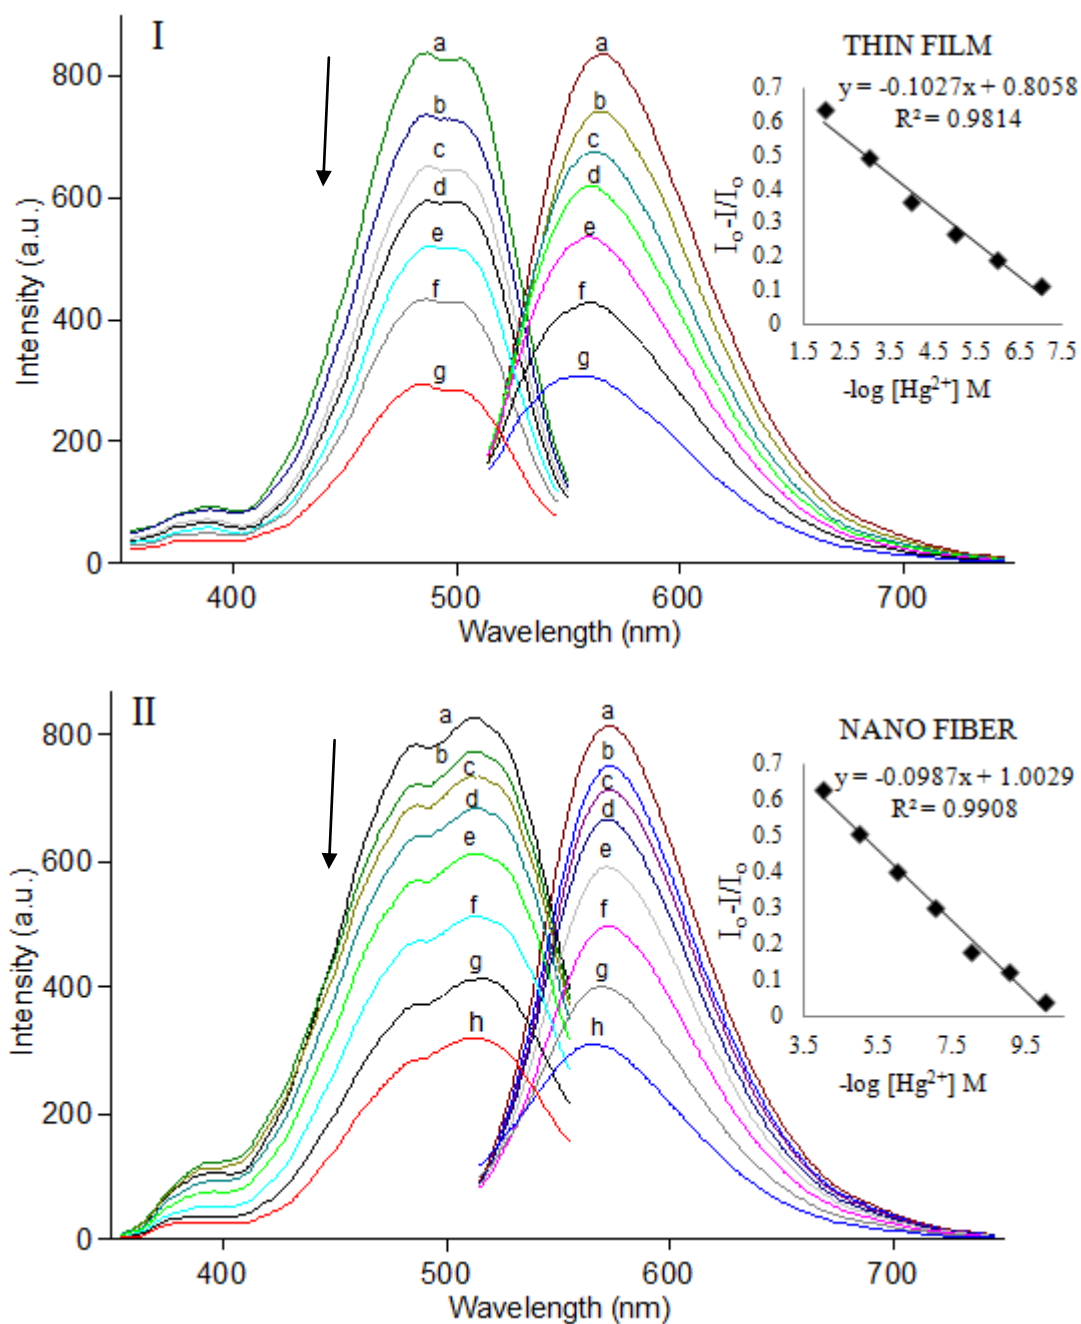 I
THIN FILM
y = -0.1027x + 0.8058
R² = 0.9814
0.7
0.6
0.5
0.4
0.3
0.2
0.1
0
Iₒ-I/Iₒ
1.5 2.5 3.5 4.5 5.5 6.5 7.5
-log [Hg²⁺] M
a
b
c
d
e
f
g
a
b
c
d
e
f
g
800
600
400
200
0
Intensity (a.u.)
400 500 600 700
Wavelength (nm)
II
NANO FIBER
y = -0.0987x + 1.0029
R² = 0.9908
0.7
0.6
0.5
0.4
0.3
0.2
0.1
0
Iₒ-I/Iₒ
3.5 5.5 7.5 9.5
-log [Hg²⁺] M
a
b
c
d
e
f
g
h
a
b
c
d
e
f
g
h
800
600
400
200
0
Intensity (a.u.)
400 500 600 700
Wavelength (nm)